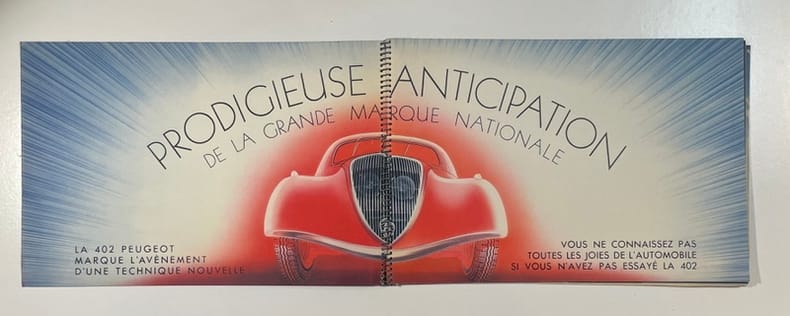 PRODIGIEUSE ANTICIPATION
DE LA GRANDE MARQUE NATIONALE
LA 402 PEUGEOT
MARQUE L'AVÈNEMENT
D'UNE TECHNIQUE NOUVELLE
VOUS NE CONNAISSEZ PAS
TOUTES LES JOIES DE L'AUTOMOBILE
SI VOUS N'AVEZ PAS ESSAYÉ LA 402